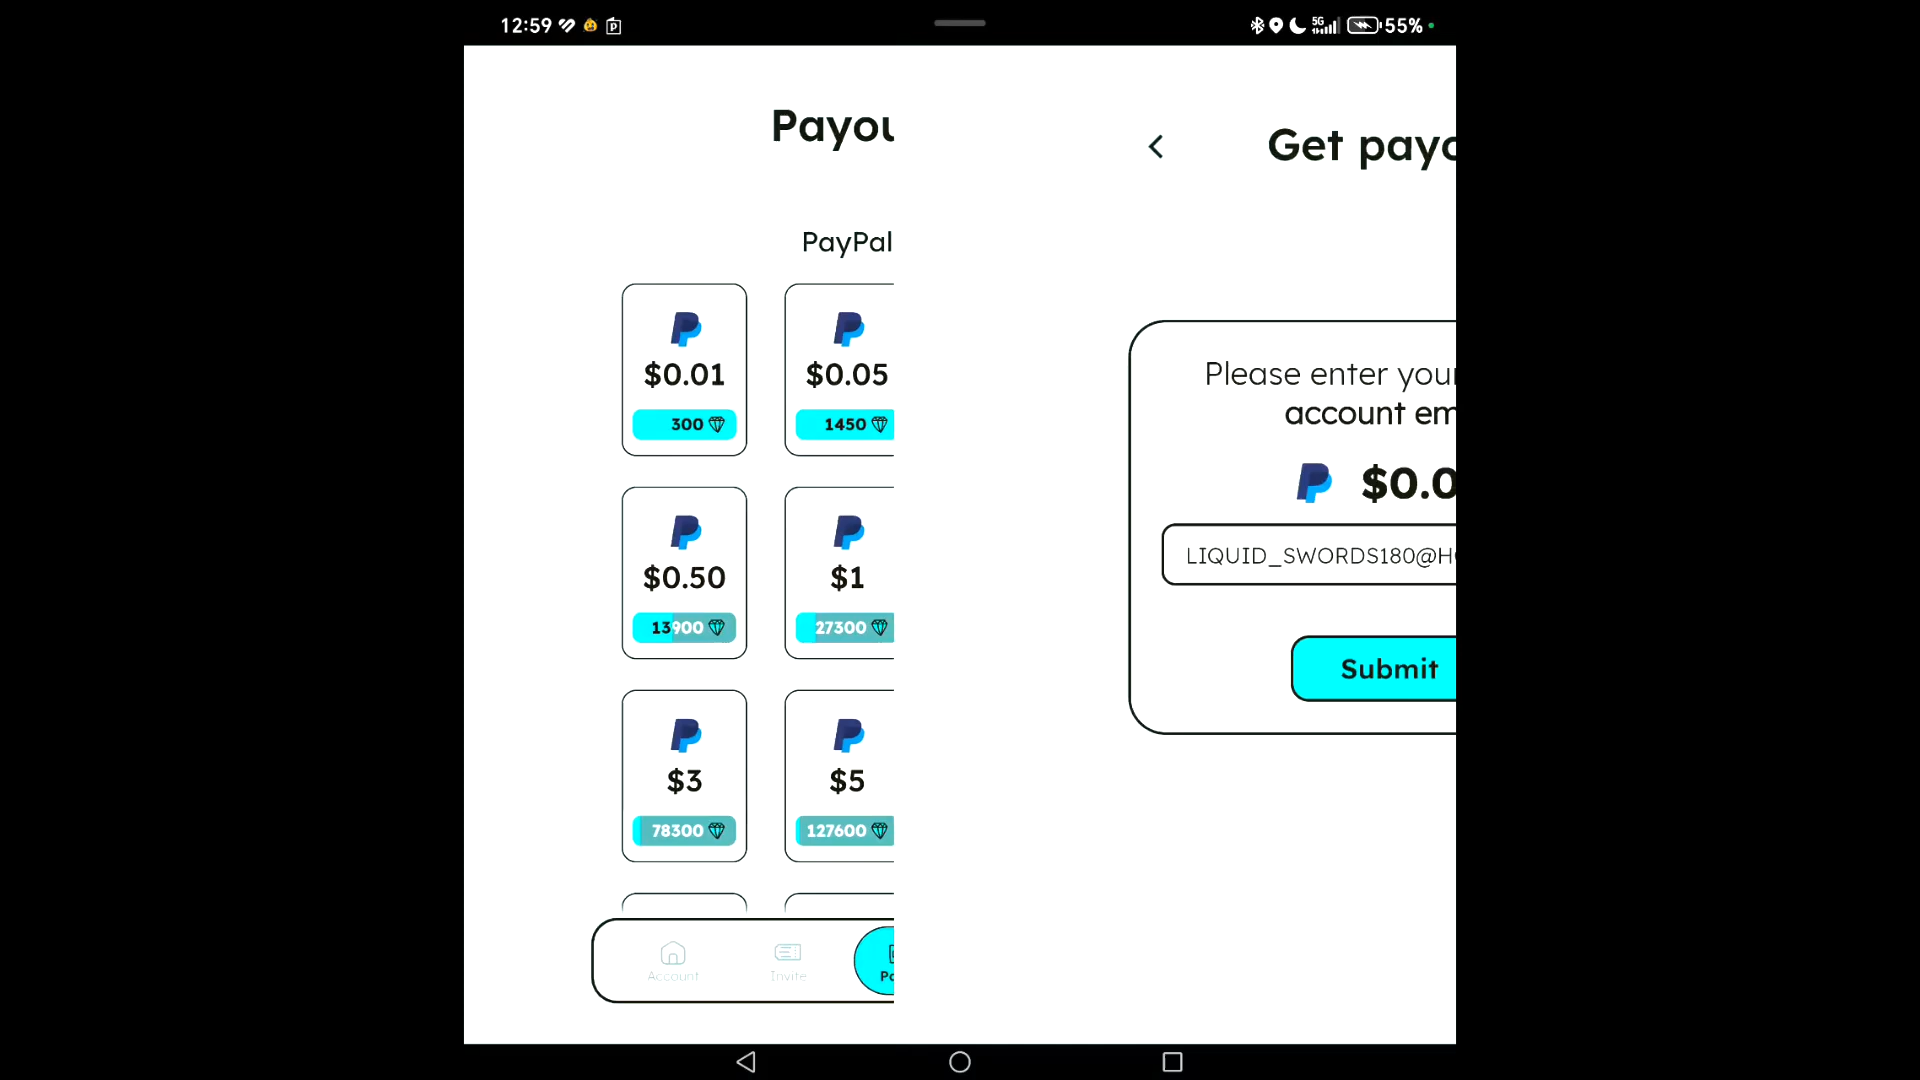 12:59
5G
55%
Payou
PayPal
$0.01
$0.05
300
1450
$0.50
$1
13900
27300
$3
$5
78300
127600
Account
Invite
Get payo
Please enter your
account em
$0.0
LIQUID_SWORDS180@H
Submit